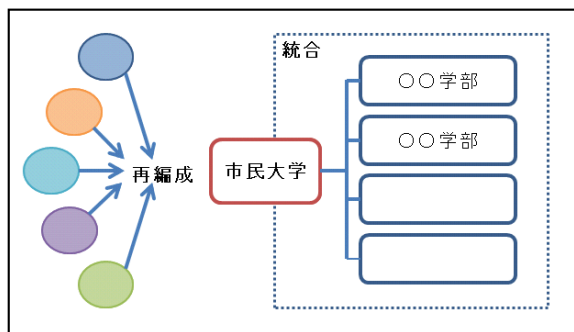 統合
○○学部
○○学部
再編成
市民大学